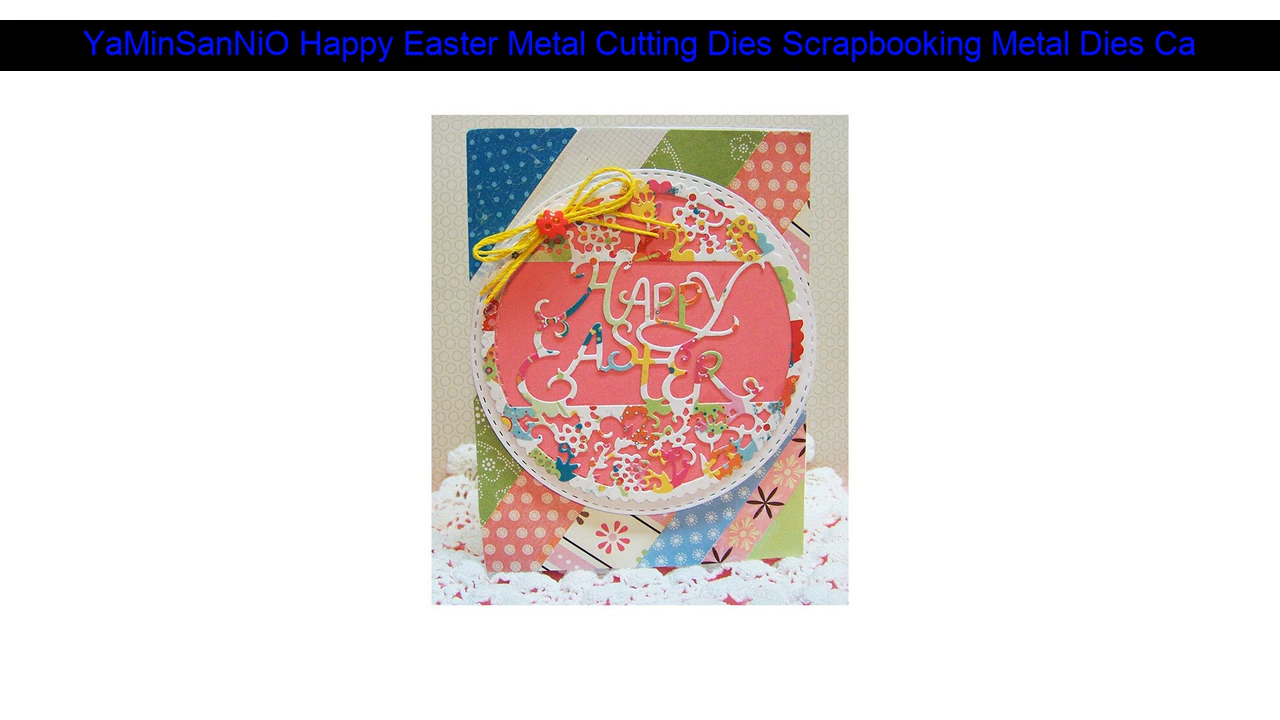 YaMinSanNiO Happy Easter Metal Cutting Dies Scrapbooking Metal Dies Ca
HAPPY
EASTER